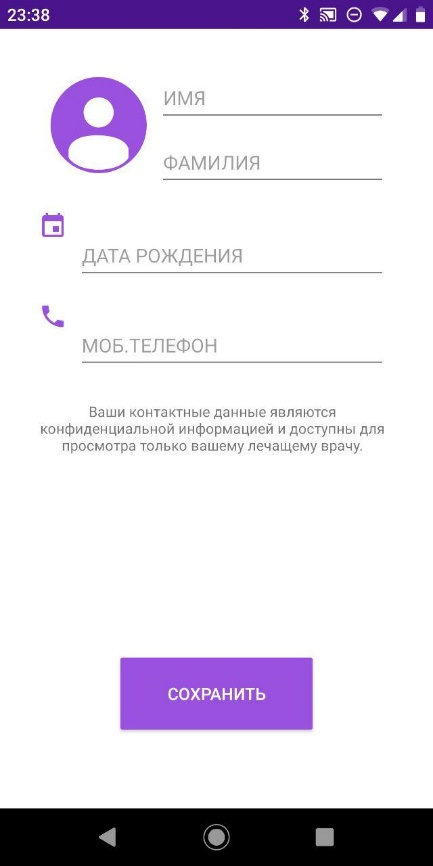 23:38
ИМЯ
ФАМИЛИЯ
ДАТА РОЖДЕНИЯ
МОБ.ТЕЛЕФОН
Ваши контактные данные являются
конфиденциальной информацией и доступны для
просмотра только вашему лечащему врачу.
СОХРАНИТЬ